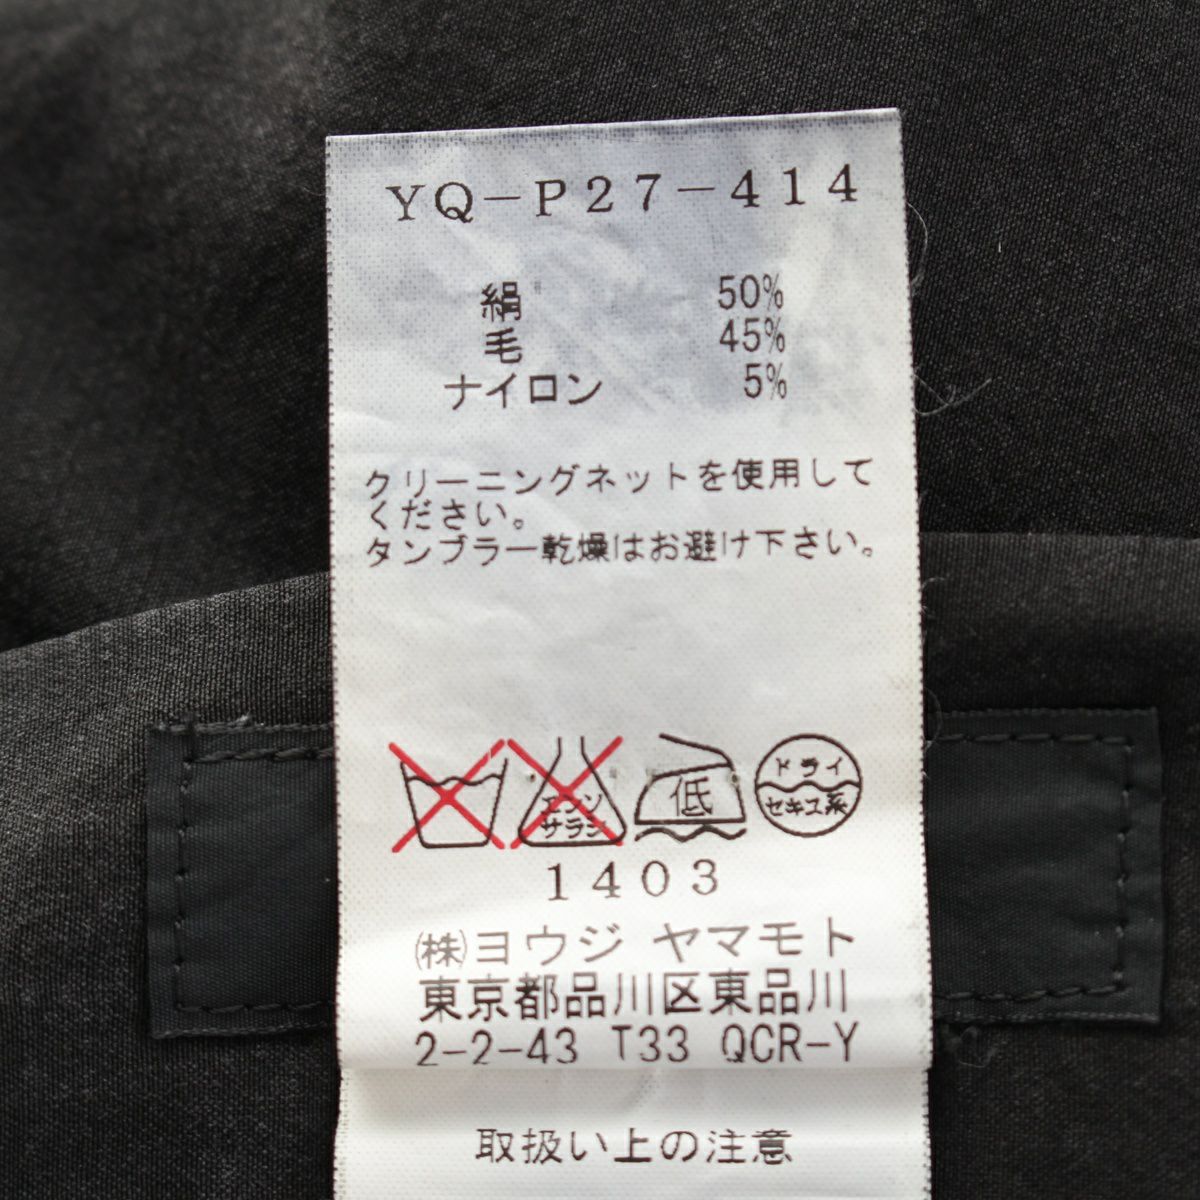 YQ-P27-414
絹 50%
毛 45%
ナイロン 5%
クリーニングネットを使用して
ください。
タンブラー乾燥はお避け下さい。
エンソ
サラシ
低
ドライ
セキユ系
1403
(株)ヨウジ ヤマモト
東京都品川区東品川
2-2-43 T33 QCR-Y
取扱い上の注意